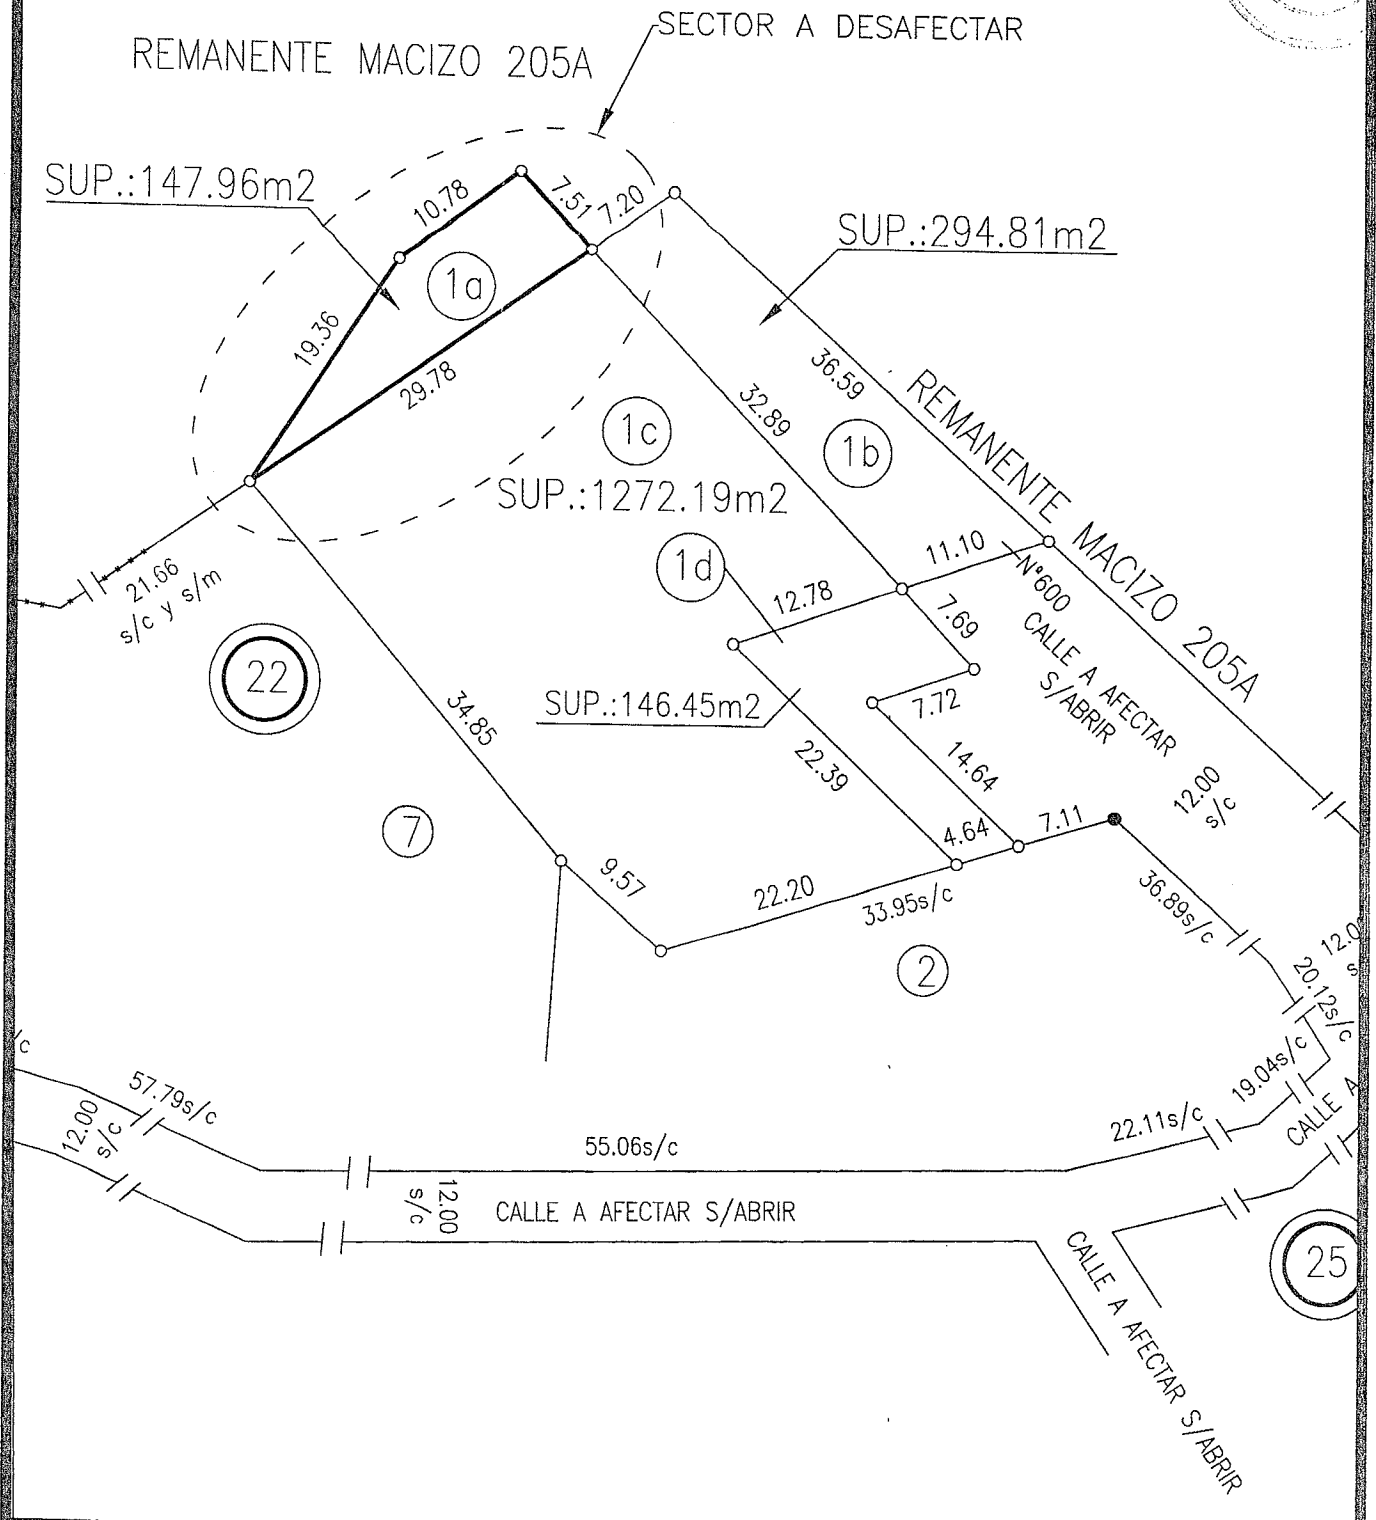 SECTOR A DESAFECTAR
REMANENTE MACIZO 205A
SUP.:147.96m2
10.78
7.51
7.20
SUP.:294.81m2
1a
19.36
29.78
36.59
32.89
1c
1b
REMANENTE MACIZO 205A
SUP.:1272.19m2
11.10
1d
N°600
12.78
7.69
21.66
s/c y s/m
CALLE A AFECTAR
S/ABRIR
22
SUP.:146.45m2
7.72
34.85
22.39
14.64
12.00
s/c
7
4.64
7.11
9.57
22.20
33.95s/c
36.89s/c
2
12.0
s
20.12s/c
/c
57.79s/c
19.04s/c
12.00
s/c
CALLE A
22.11s/c
55.06s/c
12.00
s/c
CALLE A AFECTAR S/ABRIR
25
CALLE A AFECTAR S/ABRIR